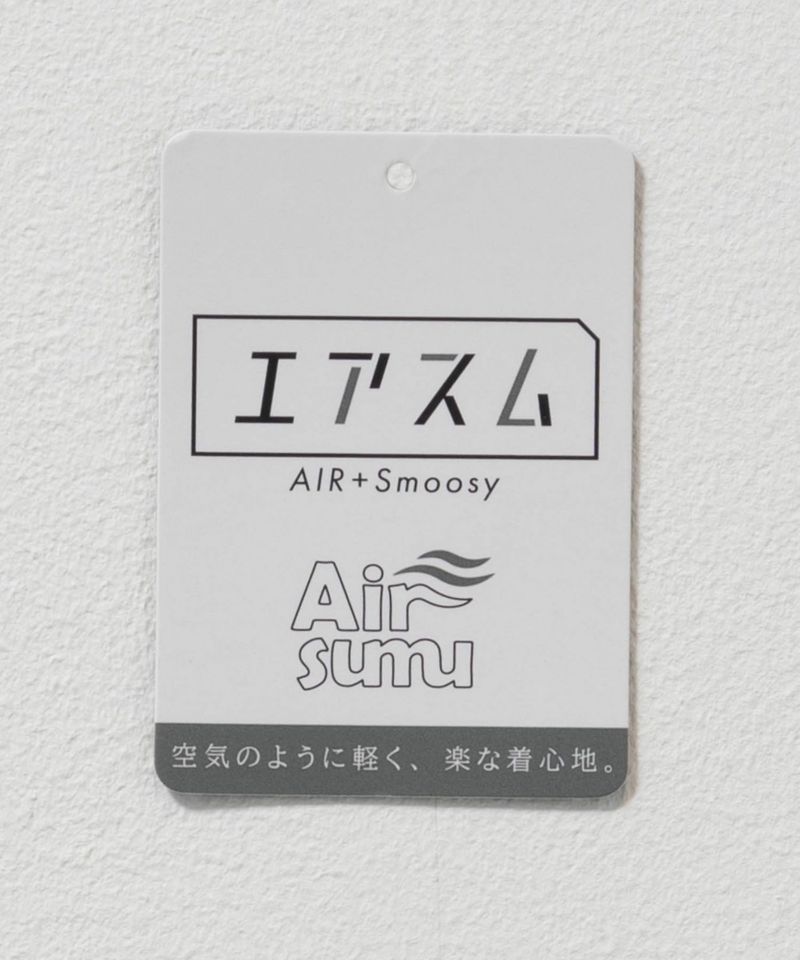 エアスム
AIR+Smoosy
Air
sumu
空気のように軽く、楽な着心地。